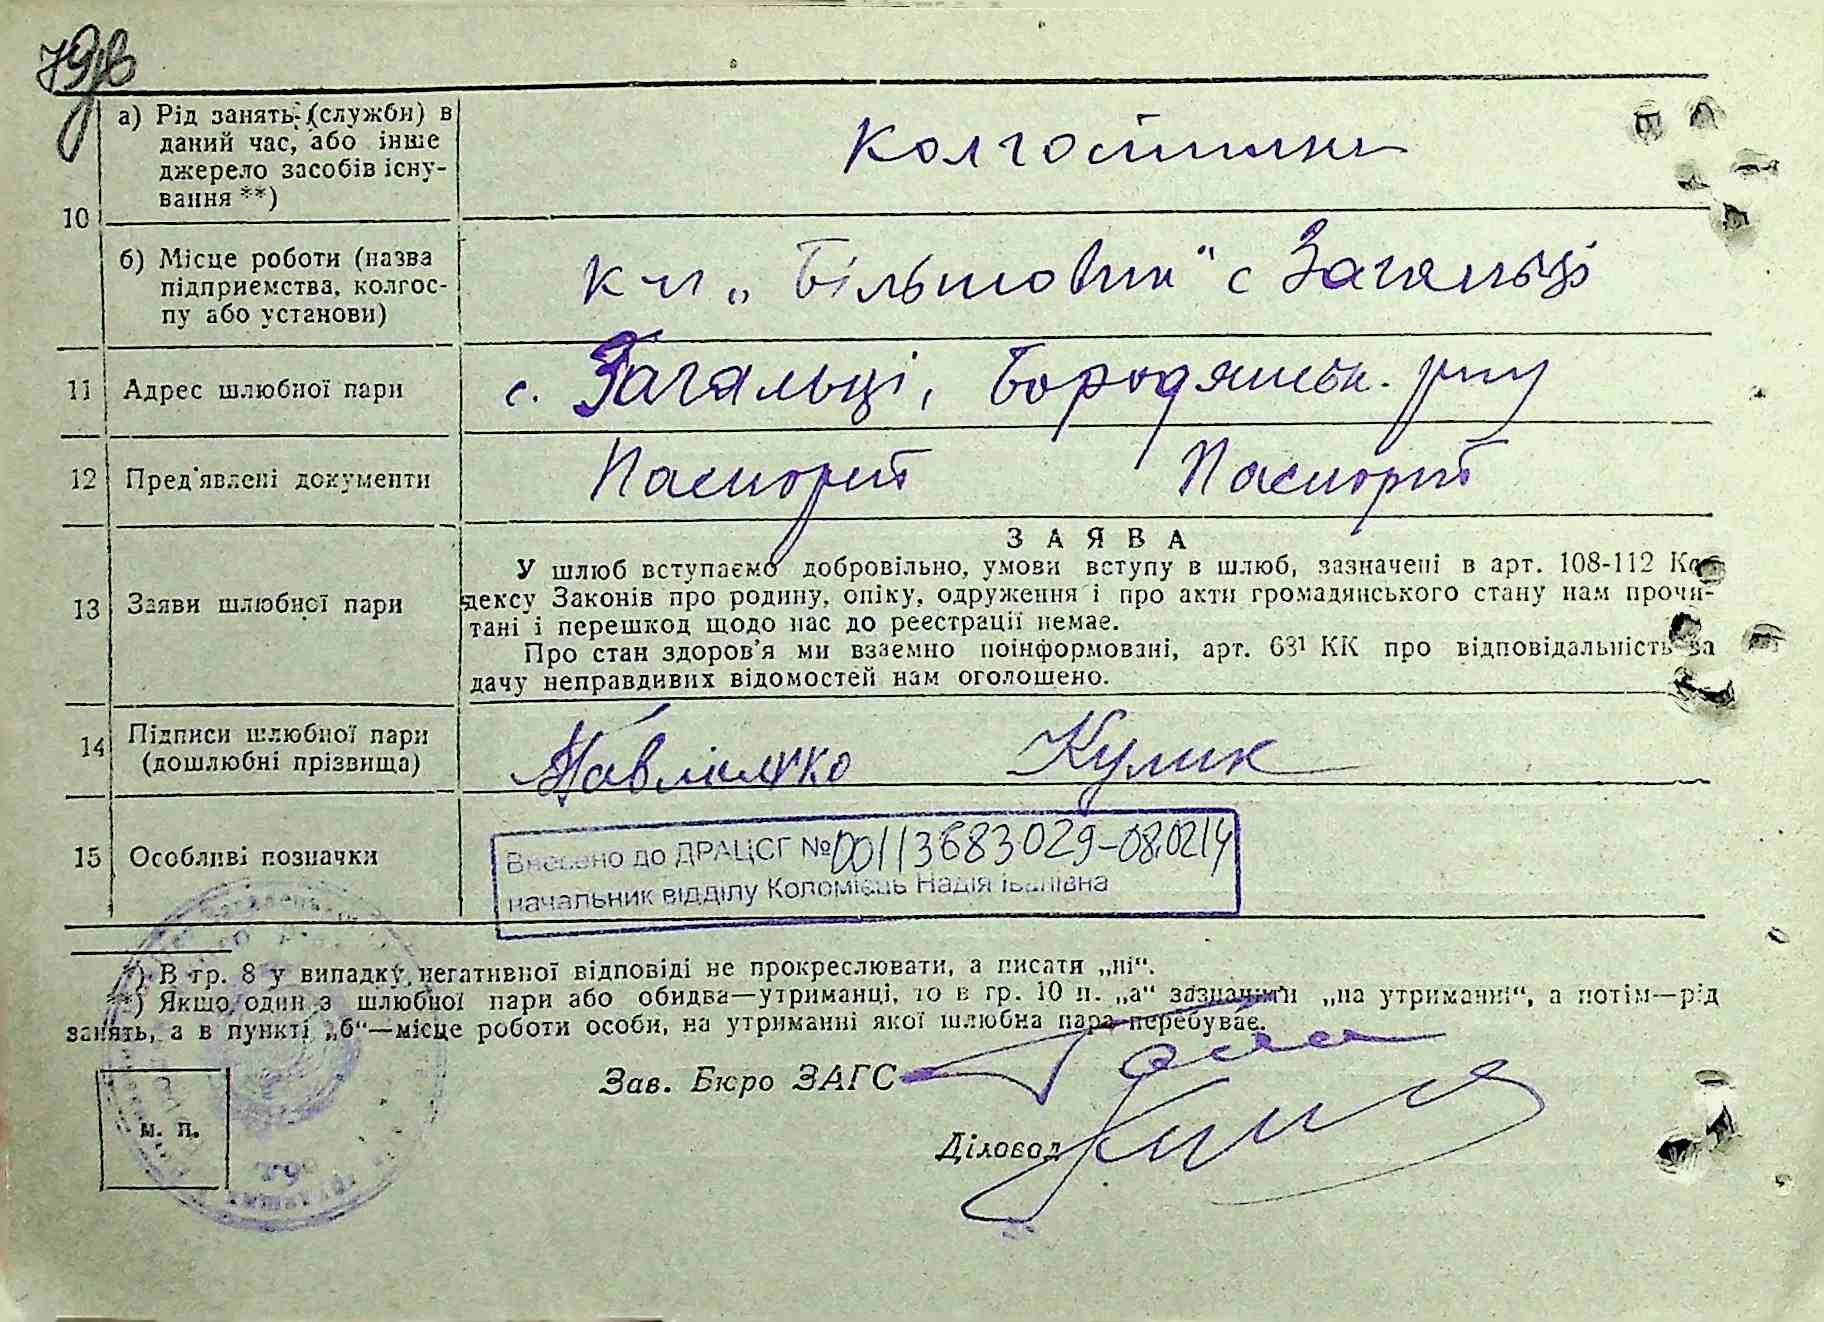 79
10
а) Рід занять (служби) в
даний час, або інше
джерело засобів існу-
вання **)
Колгоспники
б) Місце роботи (назва
підприємства, колгос-
пу або установи)
к-п „Більшовик“ с Загальці
11 Адрес шлюбної пари
с. Загальці, Бородянськ. р-ну
12 Пред'явлені документи
Паспорт Паспорт
13 Заяви шлюбної пари
ЗАЯВА
У шлюб вступаємо добровільно, умови вступу в шлюб, зазначені в арт. 108-112 Ко-
дексу Законів про родину, опіку, одруження і про акти громадянського стану нам прочи-
тані і перешкод щодо нас до реєстрації немає.
Про стан здоров'я ми взаємно поінформовані, арт. 63¹ КК про відповідальність за
дачу неправдивих відомостей нам оголошено.
14 Підписи шлюбної пари
(дошлюбні прізвища)
Кулик
15 Особливі позначки
Внесено до ДРАЦСГ №00113683029-08.02.14
начальник відділу Коломієць Надія Іванівна
*) В гр. 8 у випадку негативної відповіді не прокреслювати, а писати „ні“.
**) Якщо один з шлюбної пари або обидва—утриманці, то в гр. 10 п. „а“ зазначити „на утриманні“, а потім—рід
занять, а в пункті „б“—місце роботи особи, на утриманні якої шлюбна пара перебуває.
Зав. Бюро ЗАГС
Діловод
м. п.